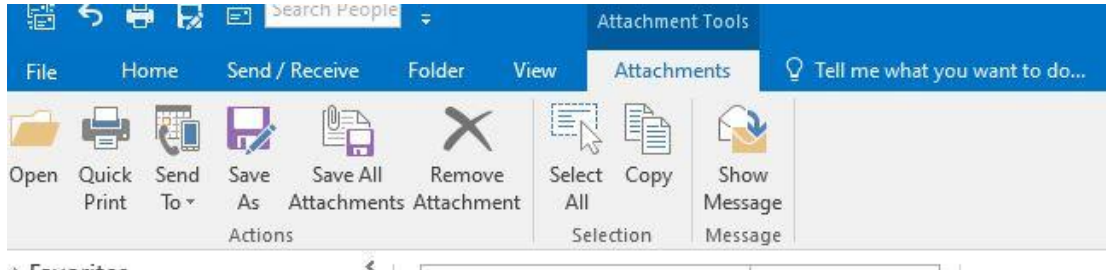 Search People
Attachment Tools
File Home Send / Receive Folder View Attachments Tell me what you want to do...
Open Quick Print Send To Save As Save All Attachments Remove Attachment Select All Copy Show Message
Actions Selection Message
Favorites